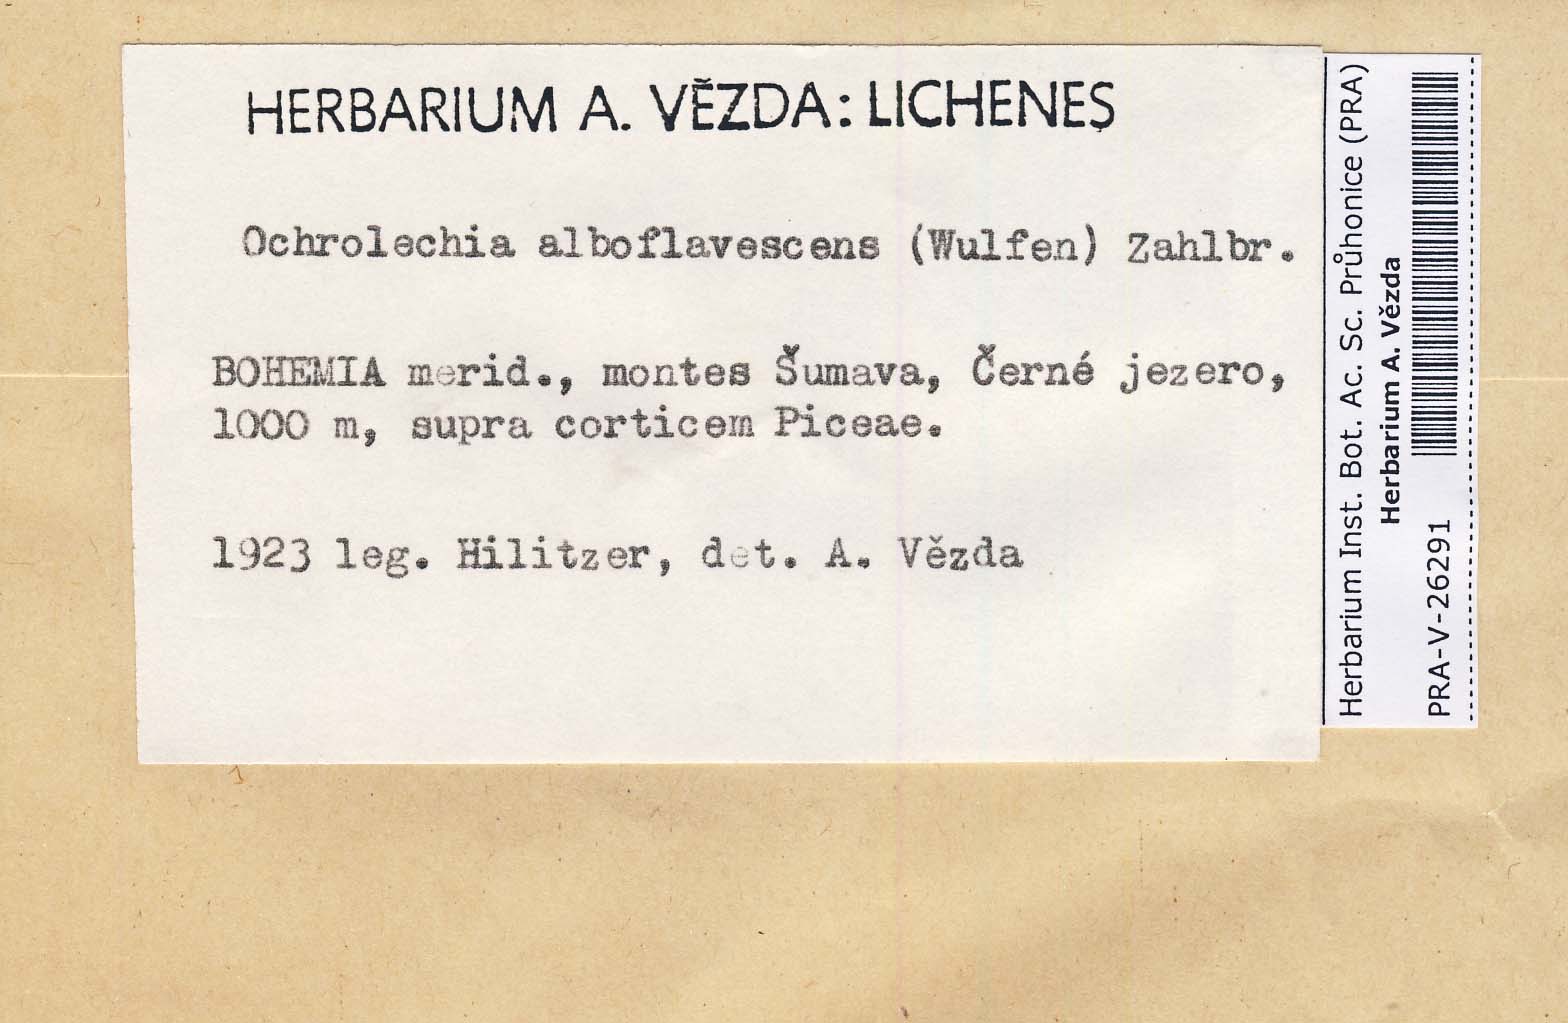 HERBARIUM A. VĚZDA: LICHENES
Ochrolechia alboflavescens (Wulfen) Zahlbr.
BOHEMIA merid., montes Šumava, Černé jezero,
1000 m, supra corticem Piceae.
1923 leg. Hilitzer, det. A. Vězda
Herbarium Inst. Bot. Ac. Sc. Průhonice (PRA)
Herbarium A. Vězda
PRA-V-26291